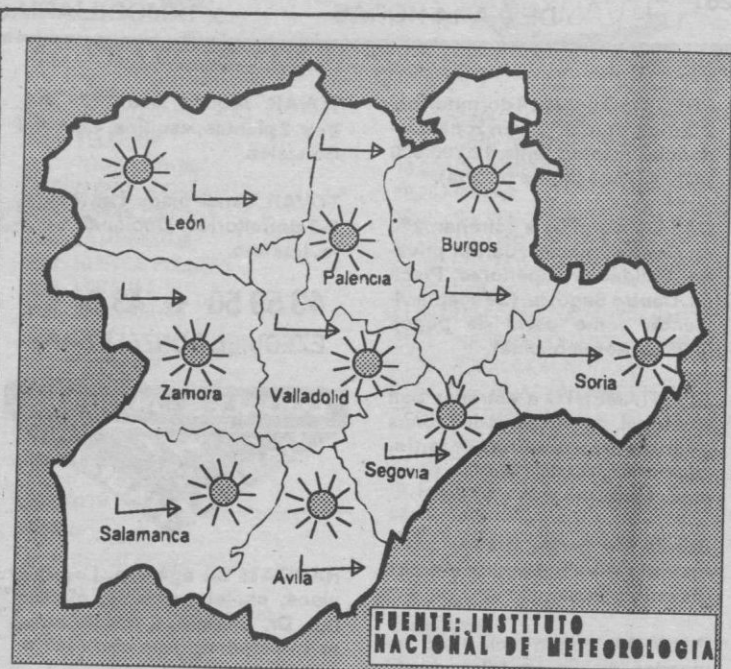 León
Palencia
Burgos
Zamora
Valladolid
Soria
Segovia
Salamanca
Avila
FUENTE: INSTITUTO
NACIONAL DE METEOROLOGIA